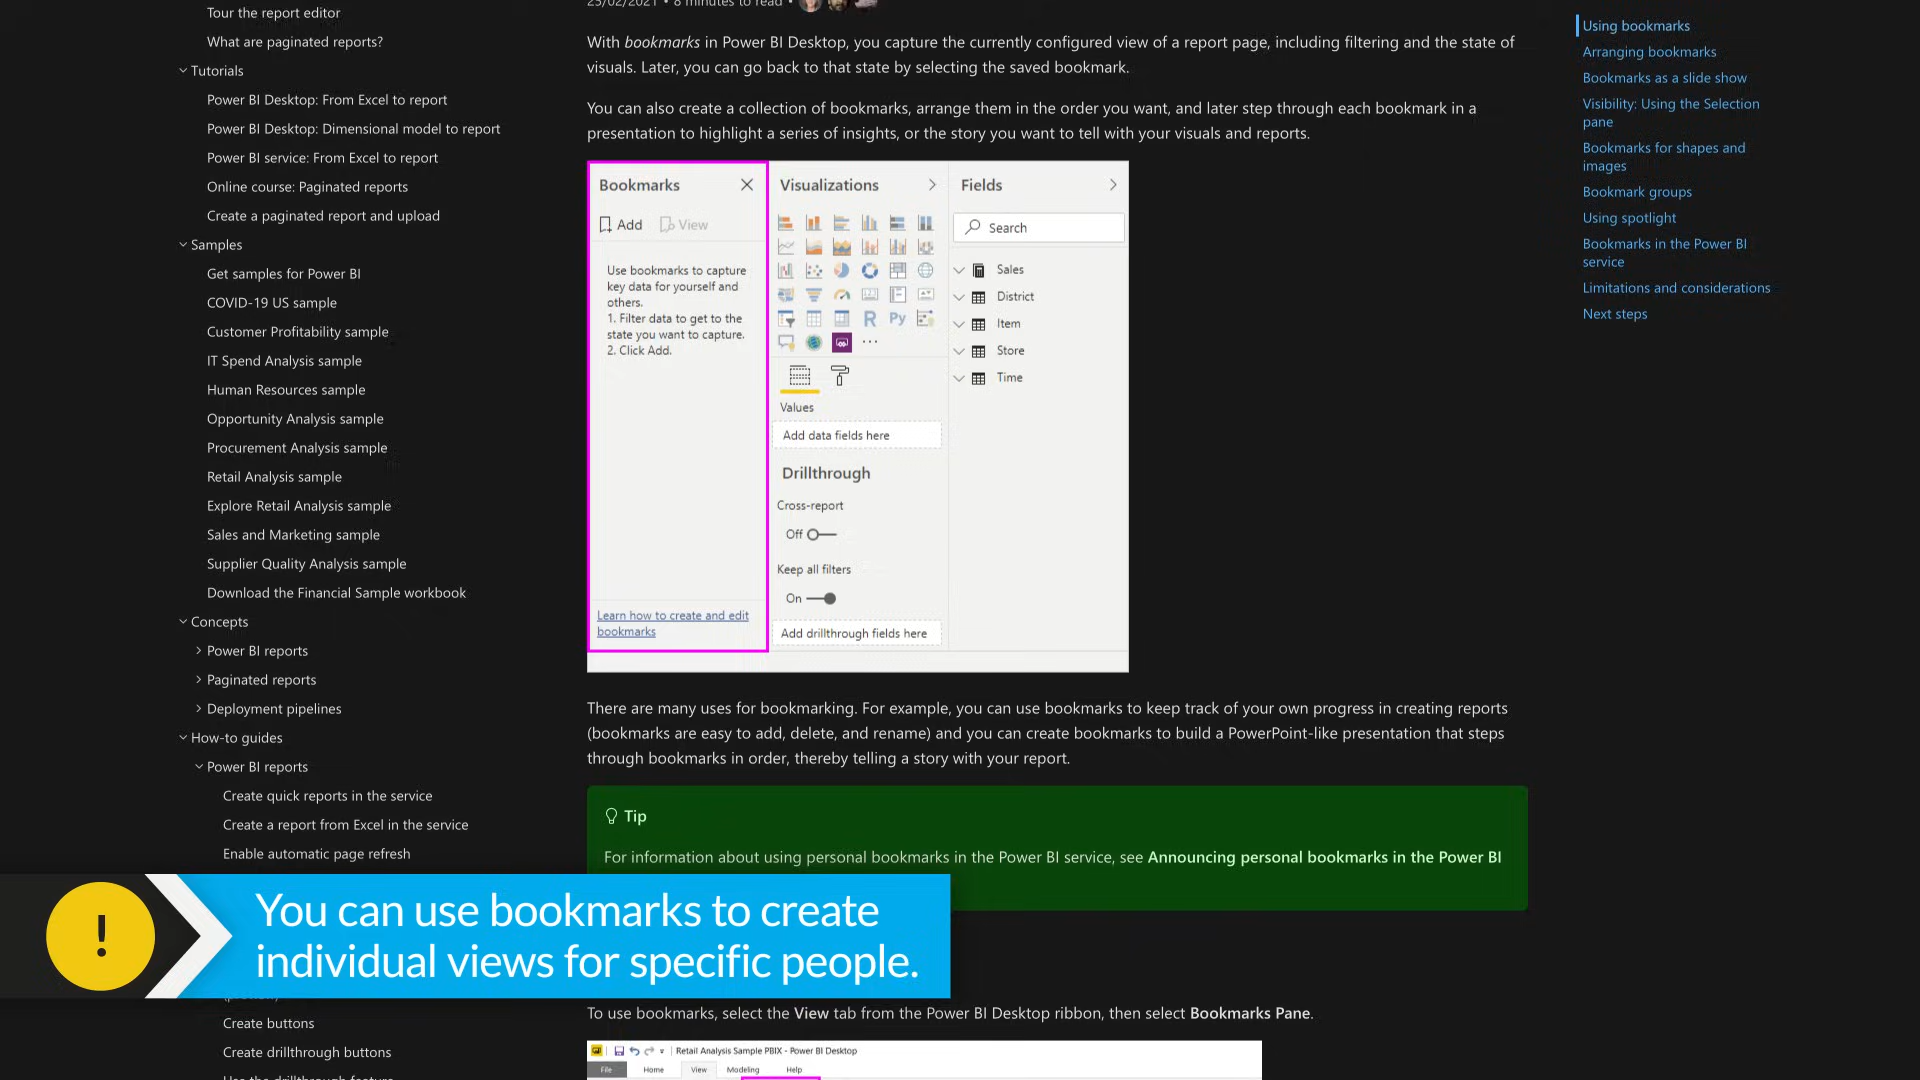 Tour the report editor
What are paginated reports?
Tutorials
Power BI Desktop: From Excel to report
Power BI Desktop: Dimensional model to report
Power BI service: From Excel to report
Online course: Paginated reports
Create a paginated report and upload
Samples
Get samples for Power BI
COVID-19 US sample
Customer Profitability sample
IT Spend Analysis sample
Human Resources sample
Opportunity Analysis sample
Procurement Analysis sample
Retail Analysis sample
Explore Retail Analysis sample
Sales and Marketing sample
Supplier Quality Analysis sample
Download the Financial Sample workbook
Concepts
Power BI reports
Paginated reports
Deployment pipelines
How-to guides
Power BI reports
Create quick reports in the service
Create a report from Excel in the service
Enable automatic page refresh
Create buttons
Create drillthrough buttons
Use the drillthrough feature
25/02/2021 • 8 minutes to read •
With bookmarks in Power BI Desktop, you capture the currently configured view of a report page, including filtering and the state of
visuals. Later, you can go back to that state by selecting the saved bookmark.
You can also create a collection of bookmarks, arrange them in the order you want, and later step through each bookmark in a
presentation to highlight a series of insights, or the story you want to tell with your visuals and reports.
Bookmarks
Add View
Use bookmarks to capture
key data for yourself and
others.
1. Filter data to get to the
state you want to capture.
2. Click Add.
Learn how to create and edit
bookmarks
Visualizations
R Py
Values
Add data fields here
Drillthrough
Cross-report
Off
Keep all filters
On
Add drillthrough fields here
Fields
Search
Sales
District
Item
Store
Time
There are many uses for bookmarking. For example, you can use bookmarks to keep track of your own progress in creating reports
(bookmarks are easy to add, delete, and rename) and you can create bookmarks to build a PowerPoint-like presentation that steps
through bookmarks in order, thereby telling a story with your report.
Tip
For information about using personal bookmarks in the Power BI service, see Announcing personal bookmarks in the Power BI
!
You can use bookmarks to create
individual views for specific people.
To use bookmarks, select the View tab from the Power BI Desktop ribbon, then select Bookmarks Pane.
Retail Analysis Sample PBIX - Power BI Desktop
File Home View Modeling Help
Using bookmarks
Arranging bookmarks
Bookmarks as a slide show
Visibility: Using the Selection
pane
Bookmarks for shapes and
images
Bookmark groups
Using spotlight
Bookmarks in the Power BI
service
Limitations and considerations
Next steps